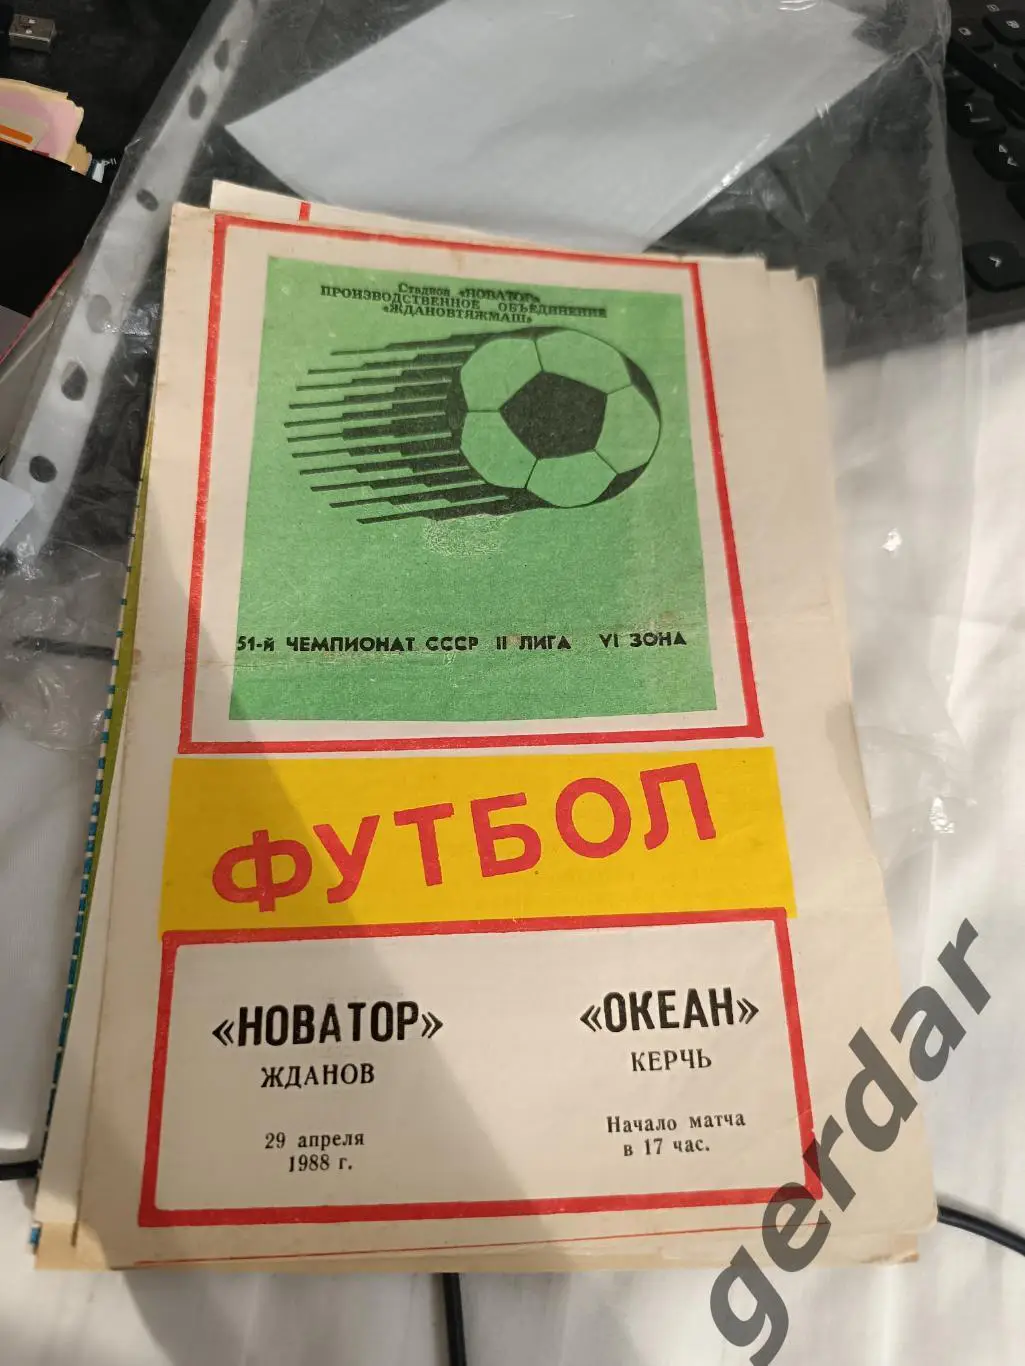 Стадион «НОВАТОР»
ПРОИЗВОДСТВЕННОЕ ОБЪЕДИНЕНИЕ
«ЖДАНОВТЯЖМАШ»
51-й ЧЕМПИОНАТ СССР II ЛИГА VI ЗОНА
ФУТБОЛ
«НОВАТОР»
ЖДАНОВ
29 апреля
1988 г.
«ОКЕАН»
КЕРЧЬ
Начало матча
в 17 час.
gerdar